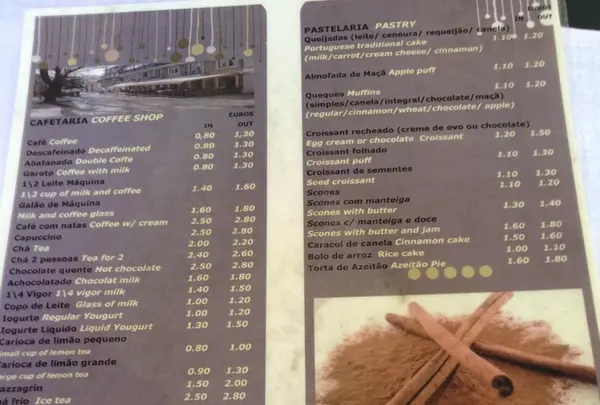 CAFETARIA COFFEE SHOP
EUROS
IN OUT
Café Coffee 0,80 1,30
Descafeinado Decaffeinated 0.80 1.30
Abatanado Double Coffe 0.80 1.30
Garoto Coffee with milk 0.80 1.30
1\2 Leite Máquina
1\2 cup of milk and coffee 1.40 1.60
Galão de Máquina
Milk and coffee glass 1.60 1.80
Café com natas Coffee w/ cream 2.50 2.80
Capuccino 2.50 2.80
Chá Tea 2.00 2.20
Chá 2 pessoas Tea for 2 2.40 2.60
Chocolate quente Hot chocolate 2.50 2.80
Achocolatado Chocolat milk 1.60 1.80
1\4 Vigor 1\4 vigor milk 1.40 1.50
Copo de Leite Glass of milk 1.00 1.20
Iogurte Regular Yougurt 1.00 1.20
Iogurte Líquido Liquid Yougurt 1.30 1.50
Carioca de limão pequeno
Small cup of lemon tea 0.80 1.00
Carioca de limão grande
arge cup of lemon tea 0.90 1.30
azzagrin 1.50 2.00
á frio Ice tea 2.50 2.80
EUROS
PASTELARIA PASTRY IN OUT
Queijadas (leite/ cenoura/ requeijão/ canela)
Portuguese traditional cake 1.10 1.20
(milk/carrot/cream cheese/ cinnamon)
Almofada de Maçã Apple puff 1.10 1.20
Queques Muffins 1.10 1.20
(simples/canela/integral/chocolate/maçã)
(regular/cinnamon/wheat/chocolate/ apple)
Croissant recheado (creme de ovo ou chocolate)
Egg cream or chocolate Croissant 1.20 1.50
Croissant folhado
Croissant puff 1.10 1.30
Croissant de sementes
Seed croissant 1.10 1.30
Scones 1.10 1.20
Scones com manteiga
Scones with butter 1.30 1.40
Scones c/ manteiga e doce
Scones with butter and jam 1.60 1.80
Caracol de canela Cinnamon cake 1.50 1.60
Bolo de arroz Rice cake 1.00 1.10
Torta de Azeitão Azeitão Pie 1.60 1.80